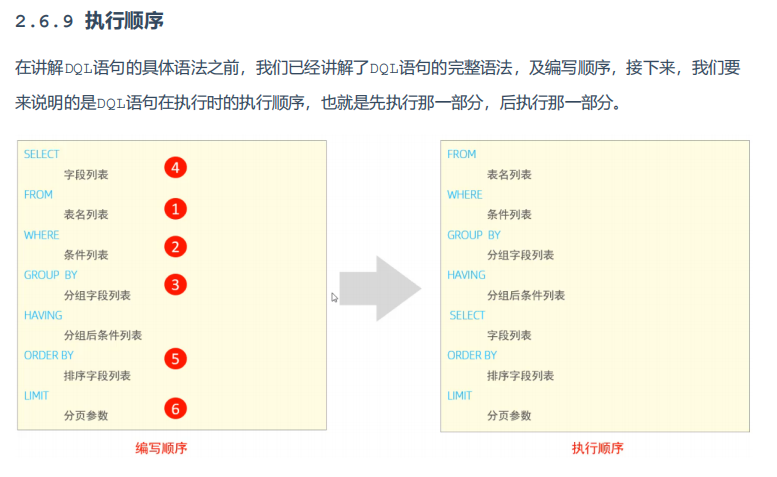 2.6.9 执行顺序
在讲解DQL语句的具体语法之前，我们已经讲解了DQL语句的完整语法，及编写顺序，接下来，我们要
来说明的是DQL语句在执行时的执行顺序，也就是先执行那一部分，后执行那一部分。
SELECT
字段列表 4
FROM
表名列表 1
WHERE
条件列表 2
GROUP BY
分组字段列表 3
HAVING
分组后条件列表
ORDER BY
排序字段列表 5
LIMIT
分页参数 6
编写顺序
FROM
表名列表
WHERE
条件列表
GROUP BY
分组字段列表
HAVING
分组后条件列表
SELECT
字段列表
ORDER BY
排序字段列表
LIMIT
分页参数
执行顺序